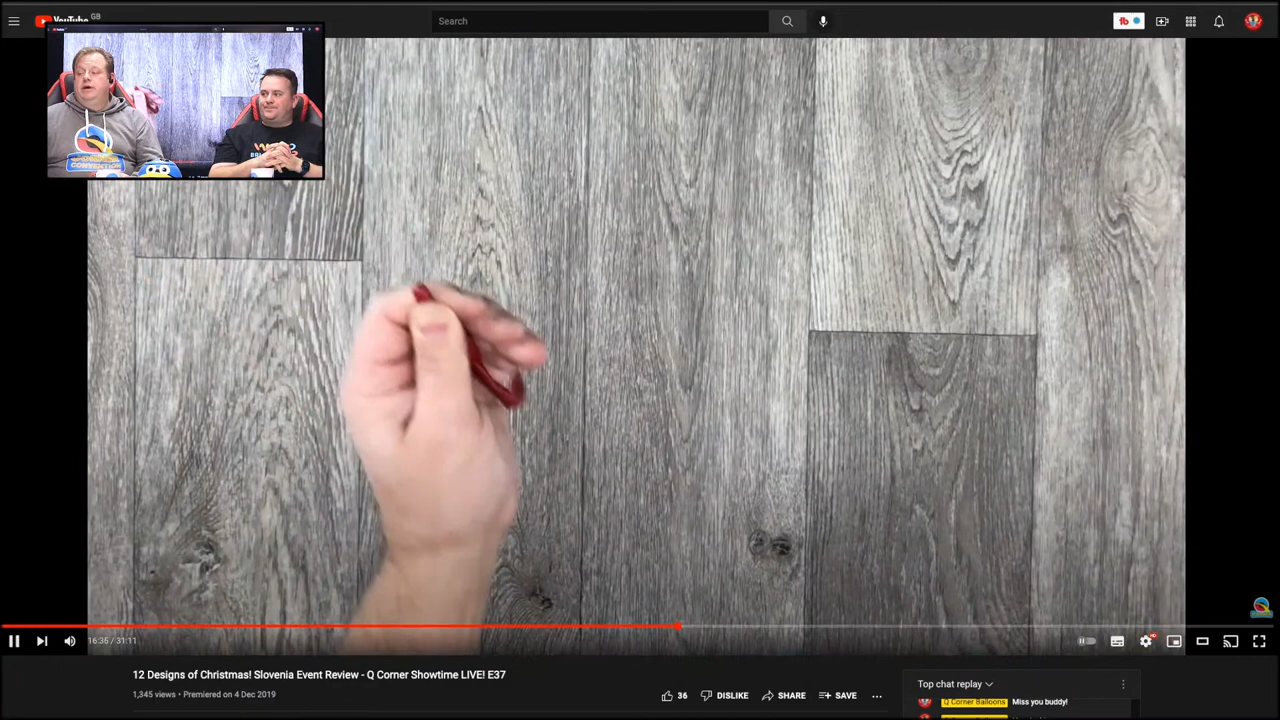 YouTube GB
Search
CONVENTION
16:35 / 31:11
HD
12 Designs of Christmas! Slovenia Event Review - Q Corner Showtime LIVE! E37
1,345 views • Premiered on 4 Dec 2019
36
DISLIKE
SHARE
SAVE
Top chat replay
Q Corner Balloons Miss you buddy!